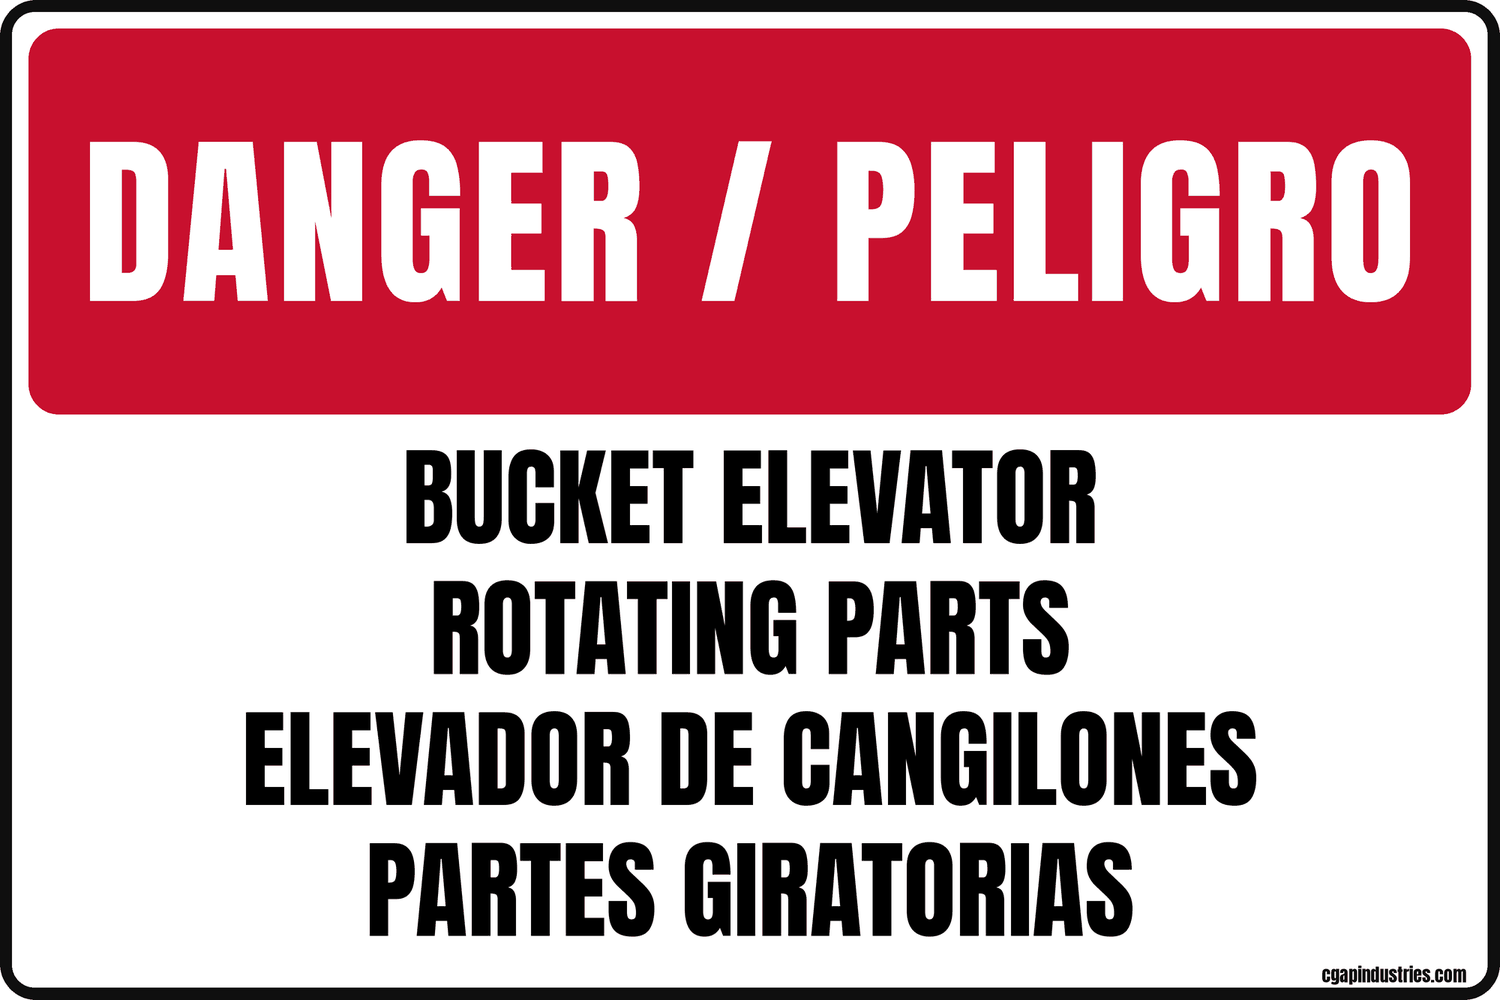 DANGER / PELIGRO
BUCKET ELEVATOR
ROTATING PARTS
ELEVADOR DE CANGILONES
PARTES GIRATORIAS
cgapindustries.com